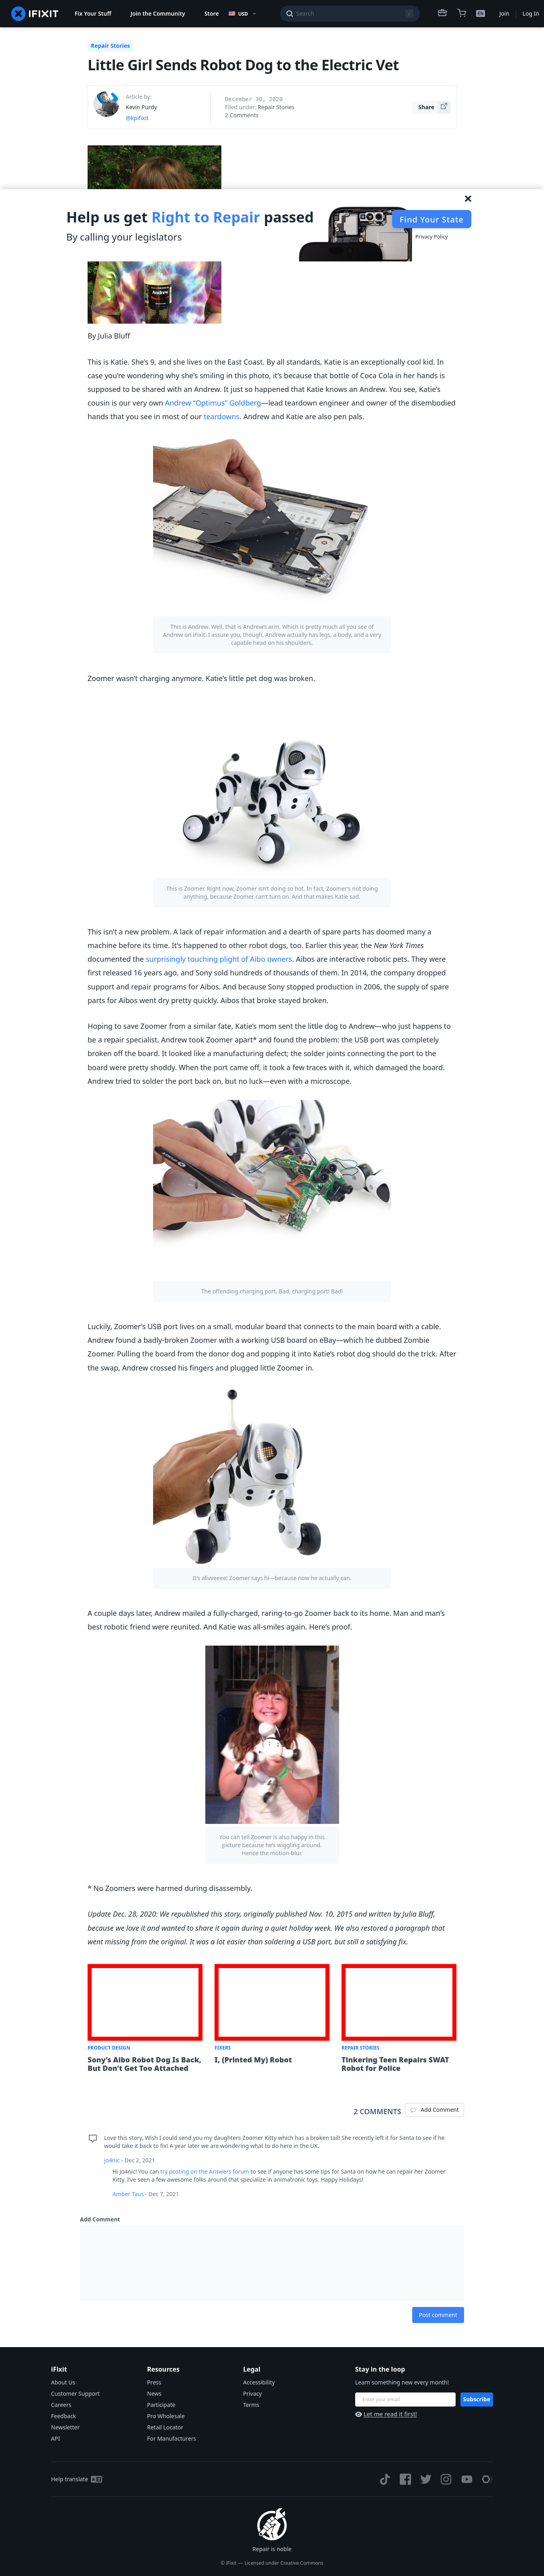 IFIXIT
Fix Your Stuff
Join the Community
Store
USD
Search
/
EN
Join
Log In
Repair Stories
Little Girl Sends Robot Dog to the Electric Vet
Article by:
Kevin Purdy
@kpifixit
December 30, 2020
Filed under: Repair Stories
2 Comments
Share
Help us get Right to Repair passed
By calling your legislators
Find Your State
Privacy Policy
Andrew
By Julia Bluff
This is Katie. She’s 9, and she lives on the East Coast. By all standards, Katie is an exceptionally cool kid. In
case you’re wondering why she’s smiling in this photo, it’s because that bottle of Coca Cola in her hands is
supposed to be shared with an Andrew. It just so happened that Katie knows an Andrew. You see, Katie’s
cousin is our very own Andrew “Optimus” Goldberg—lead teardown engineer and owner of the disembodied
hands that you see in most of our teardowns. Andrew and Katie are also pen pals.
This is Andrew. Well, that is Andrew’s arm. Which is pretty much all you see of
Andrew on iFixit. I assure you, though, Andrew actually has legs, a body, and a very
capable head on his shoulders.
Zoomer wasn’t charging anymore. Katie’s little pet dog was broken.
This is Zoomer. Right now, Zoomer isn’t doing so hot. In fact, Zoomer’s not doing
anything, because Zoomer can’t turn on. And that makes Katie sad.
This isn’t a new problem. A lack of repair information and a dearth of spare parts has doomed many a
machine before its time. It’s happened to other robot dogs, too. Earlier this year, the New York Times
documented the surprisingly touching plight of Aibo owners. Aibos are interactive robotic pets. They were
first released 16 years ago, and Sony sold hundreds of thousands of them. In 2014, the company dropped
support and repair programs for Aibos. And because Sony stopped production in 2006, the supply of spare
parts for Aibos went dry pretty quickly. Aibos that broke stayed broken.
Hoping to save Zoomer from a similar fate, Katie’s mom sent the little dog to Andrew—who just happens to
be a repair specialist. Andrew took Zoomer apart* and found the problem: the USB port was completely
broken off the board. It looked like a manufacturing defect; the solder joints connecting the port to the
board were pretty shoddy. When the port came off, it took a few traces with it, which damaged the board.
Andrew tried to solder the port back on, but no luck—even with a microscope.
The offending charging port. Bad, charging port! Bad!
Luckily, Zoomer’s USB port lives on a small, modular board that connects to the main board with a cable.
Andrew found a badly-broken Zoomer with a working USB board on eBay—which he dubbed Zombie
Zoomer. Pulling the board from the donor dog and popping it into Katie’s robot dog should do the trick. After
the swap, Andrew crossed his fingers and plugged little Zoomer in.
It’s alivveeee! Zoomer says hi—because now he actually can.
A couple days later, Andrew mailed a fully-charged, raring-to-go Zoomer back to its home. Man and man’s
best robotic friend were reunited. And Katie was all-smiles again. Here’s proof.
You can tell Zoomer is also happy in this
picture because he’s wiggling around.
Hence the motion-blur.
* No Zoomers were harmed during disassembly.
Update Dec. 28, 2020: We republished this story, originally published Nov. 10, 2015 and written by Julia Bluff,
because we love it and wanted to share it again during a quiet holiday week. We also restored a paragraph that
went missing from the original. It was a lot easier than soldering a USB port, but still a satisfying fix.
PRODUCT DESIGN
Sony’s Aibo Robot Dog Is Back,
But Don’t Get Too Attached
FIXERS
I, (Printed My) Robot
REPAIR STORIES
Tinkering Teen Repairs SWAT
Robot for Police
2 COMMENTS
Add Comment
Love this story, Wish I could send you my daughters Zoomer Kitty which has a broken tail! She recently left it for Santa to see if he
would take it back to fix! A year later we are wondering what to do here in the UK.
jo4nic - Dec 2, 2021
Hi Jo4nic! You can try posting on the Answers forum to see if anyone has some tips for Santa on how he can repair her Zoomer
Kitty. I’ve seen a few awesome folks around that specialize in animatronic toys. Happy Holidays!
Amber Taus - Dec 7, 2021
Add Comment
Post comment
iFixit
About Us
Customer Support
Careers
Feedback
Newsletter
API
Resources
Press
News
Participate
Pro Wholesale
Retail Locator
For Manufacturers
Legal
Accessibility
Privacy
Terms
Stay in the loop
Learn something new every month!
Enter your email
Subscribe
Let me read it first!
Help translate
Repair is noble
© iFixit — Licensed under Creative Commons